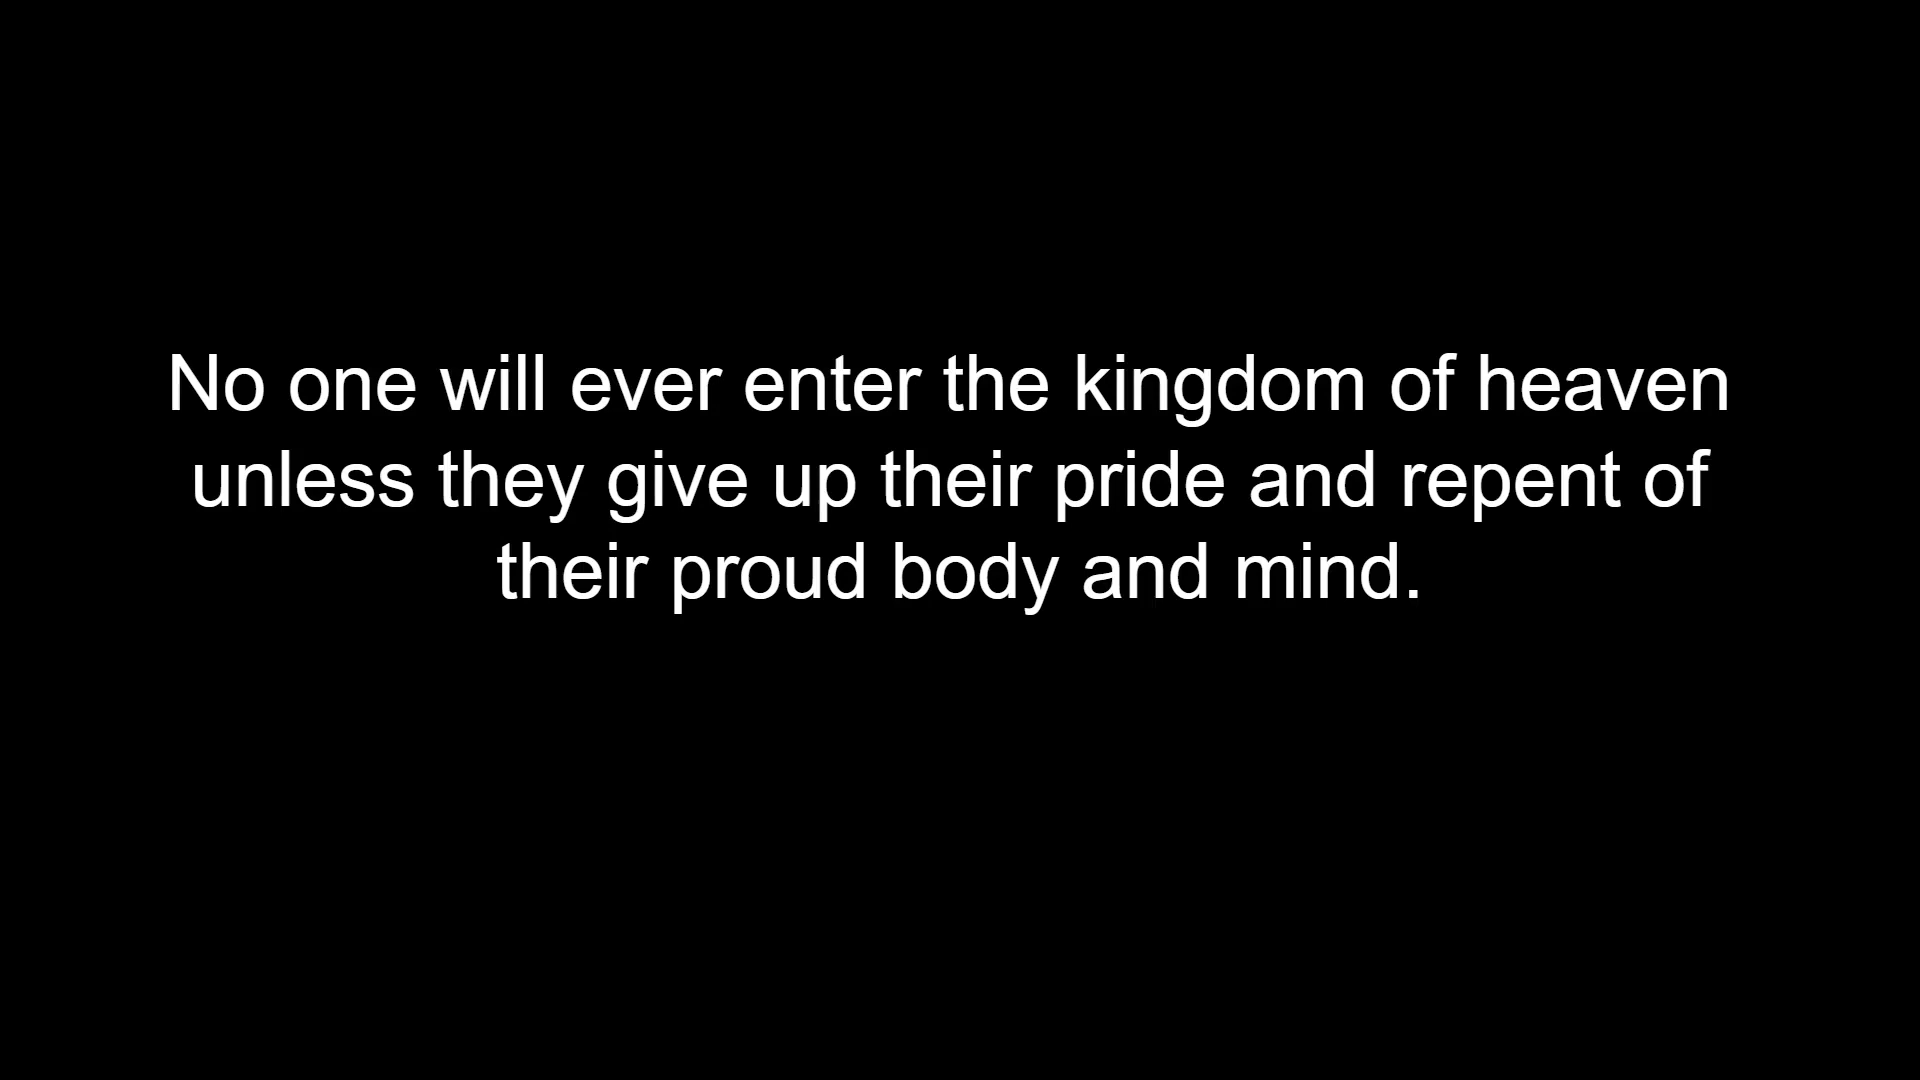 No one will ever enter the kingdom of heaven
unless they give up their pride and repent of
their proud body and mind.